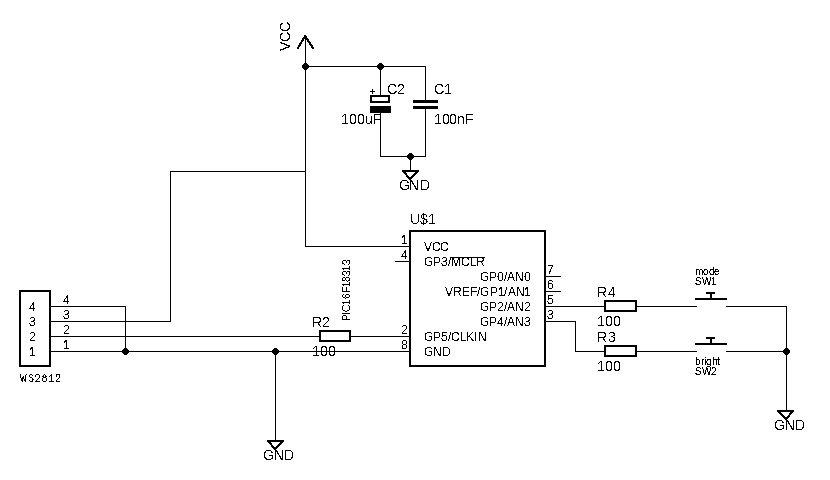 VCC
C2
C1
+
100uF
100nF
GND
U$1
1
VCC
4
GP3/MCLR
GP0/AN0
7
VREF/GP1/AN1
6
GP2/AN2
5
GP4/AN3
3
2
GP5/CLKIN
8
GND
PIC16F18313
mode
SW1
R4
100
R3
100
bright
SW2
GND
4
4
3
3
2
2
1
1
WS2812
R2
100
GND